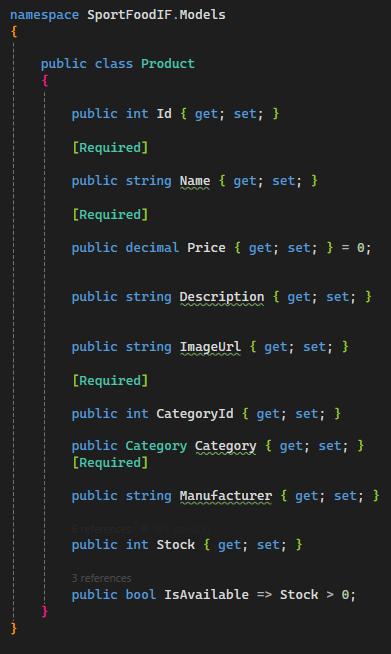 namespace SportFoodIF.Models
{
public class Product
{
public int Id { get; set; }
[Required]
public string Name { get; set; }
[Required]
public decimal Price { get; set; } = 0;
public string Description { get; set; }
public string ImageUrl { get; set; }
[Required]
public int CategoryId { get; set; }
public Category Category { get; set; }
[Required]
public string Manufacturer { get; set; }
6 references
public int Stock { get; set; }
3 references
public bool IsAvailable => Stock > 0;
}
}